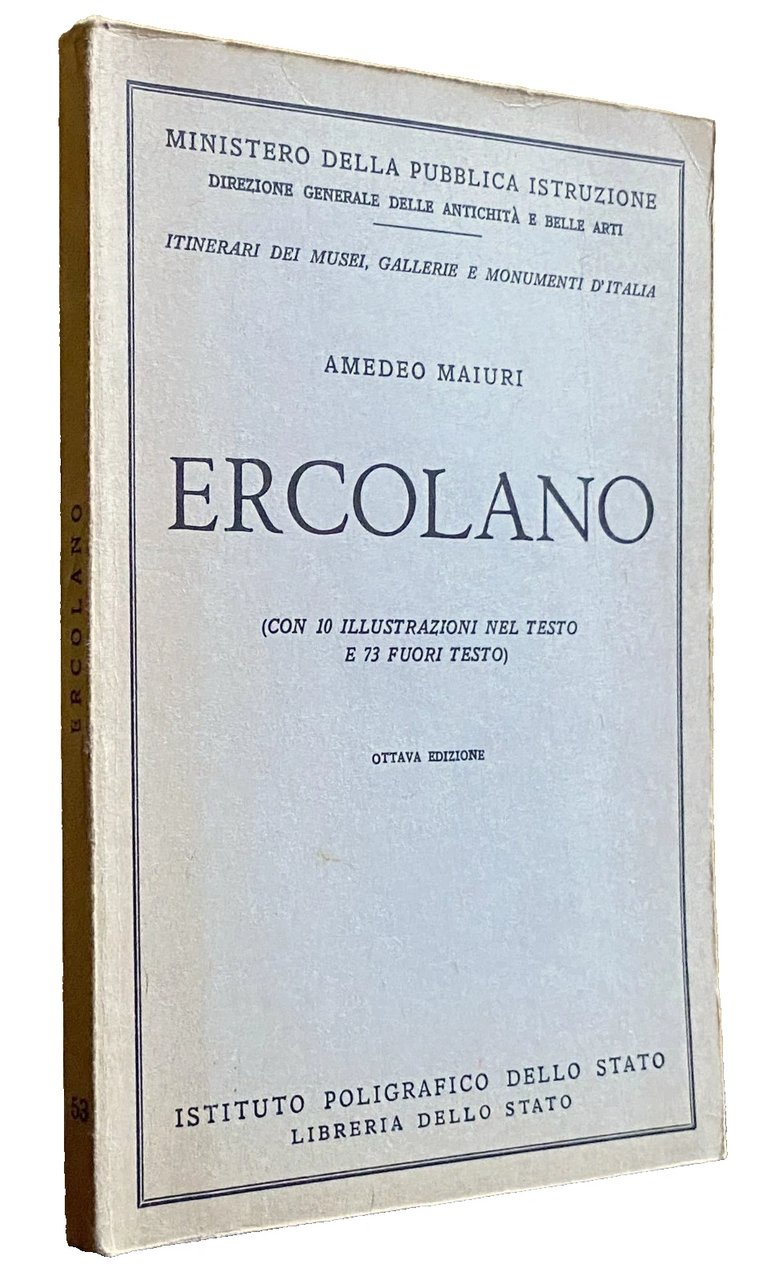 MINISTERO DELLA PUBBLICA ISTRUZIONE
DIREZIONE GENERALE DELLE ANTICHITÀ E BELLE ARTI
ITINERARI DEI MUSEI, GALLERIE E MONUMENTI D'ITALIA
AMEDEO MAIURI
ERCOLANO
(CON 10 ILLUSTRAZIONI NEL TESTO
E 73 FUORI TESTO)
OTTAVA EDIZIONE
ISTITUTO POLIGRAFICO DELLO STATO
LIBRERIA DELLO STATO
ERCOLANO
53